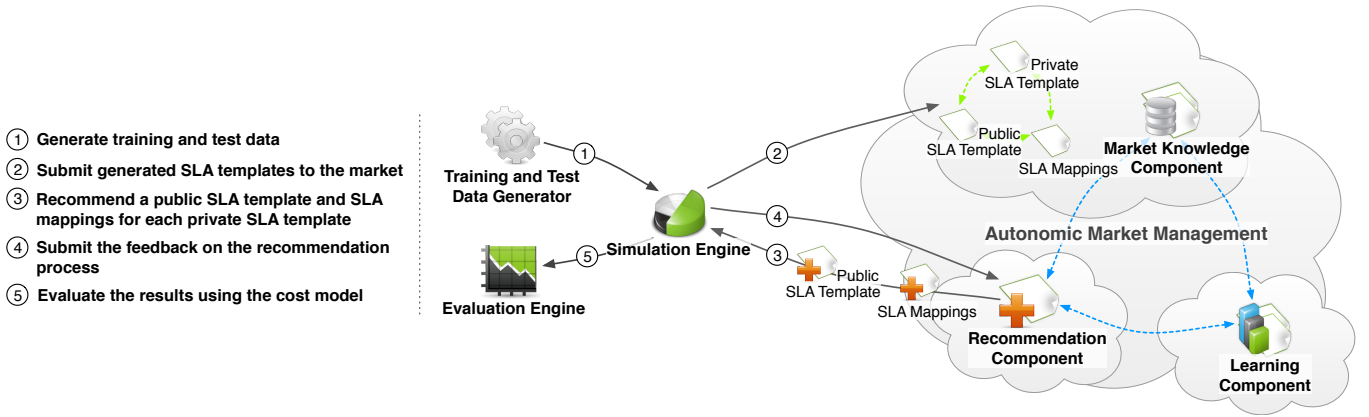 1 Generate training and test data
2 Submit generated SLA templates to the market
3 Recommend a public SLA template and SLA
mappings for each private SLA template
4 Submit the feedback on the recommendation
process
5 Evaluate the results using the cost model
Training and Test
Data Generator
1
Simulation Engine
5
Evaluation Engine
2
4
3
Public
SLA Template
SLA Mappings
Private
SLA Template
Public
SLA Template
SLA Mappings
Market Knowledge
Component
Autonomic Market Management
Recommendation
Component
Learning
Component